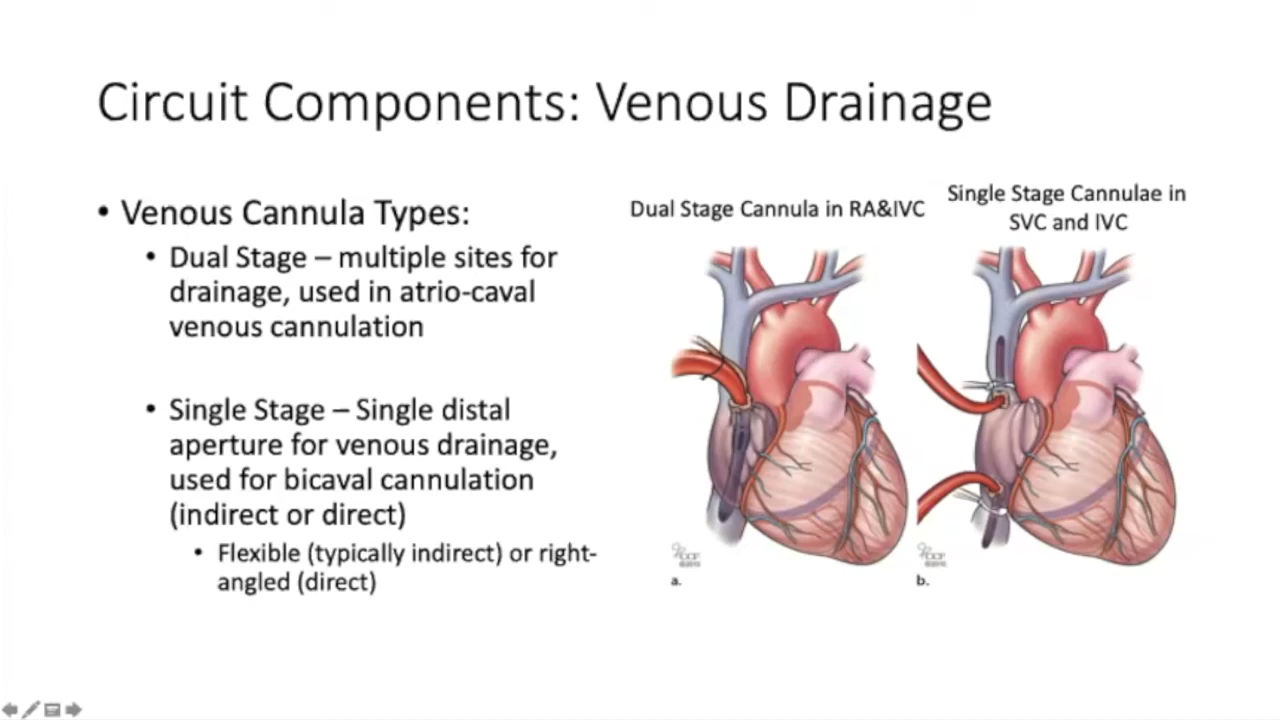 Circuit Components: Venous Drainage
• Venous Cannula Types:
• Dual Stage – multiple sites for
drainage, used in atrio-caval
venous cannulation
• Single Stage – Single distal
aperture for venous drainage,
used for bicaval cannulation
(indirect or direct)
• Flexible (typically indirect) or right-
angled (direct)
Dual Stage Cannula in RA&IVC
Single Stage Cannulae in
SVC and IVC
a.
b.